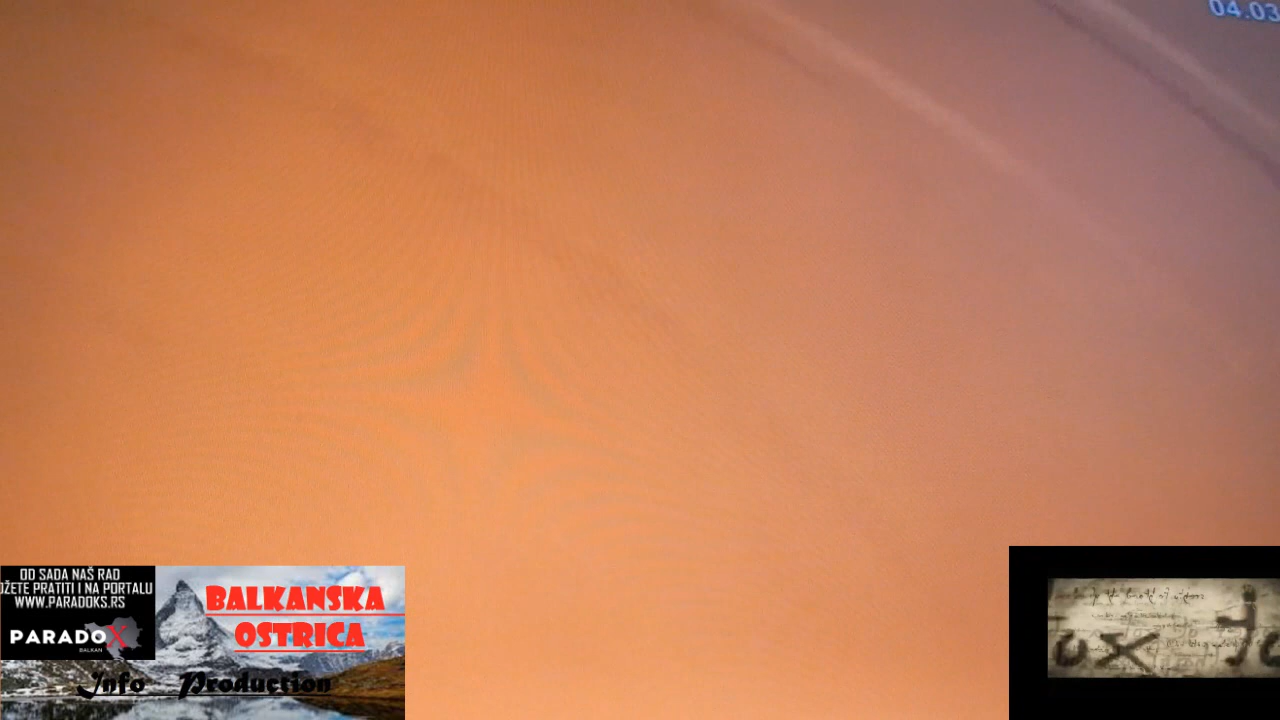 04.03
OD SADA NAŠ RAD
OŽETE PRATITI I NA PORTALU
WWW.PARADOKS.RS
PARADOX
BALKAN
BALKANSKA
OSTRICA
Info Production